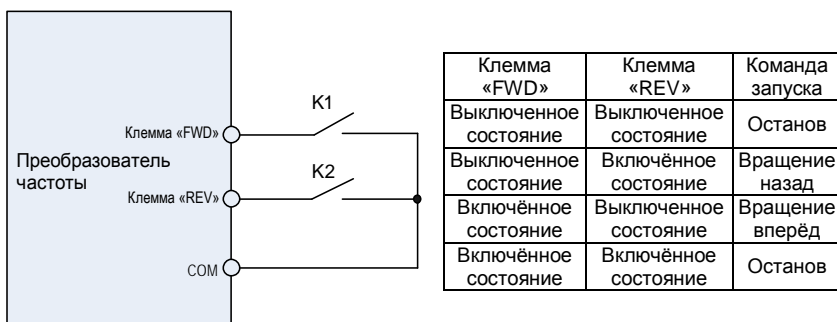 Преобразователь
частоты
Клемма «FWD»
K1
Клемма «REV»
K2
COM
Клемма Клемма Команда
«FWD» «REV» запуска
Выключенное Выключенное Останов
состояние состояние
Выключенное Включённое Вращение
состояние состояние назад
Включённое Выключенное Вращение
состояние состояние вперёд
Включённое Включённое Останов
состояние состояние